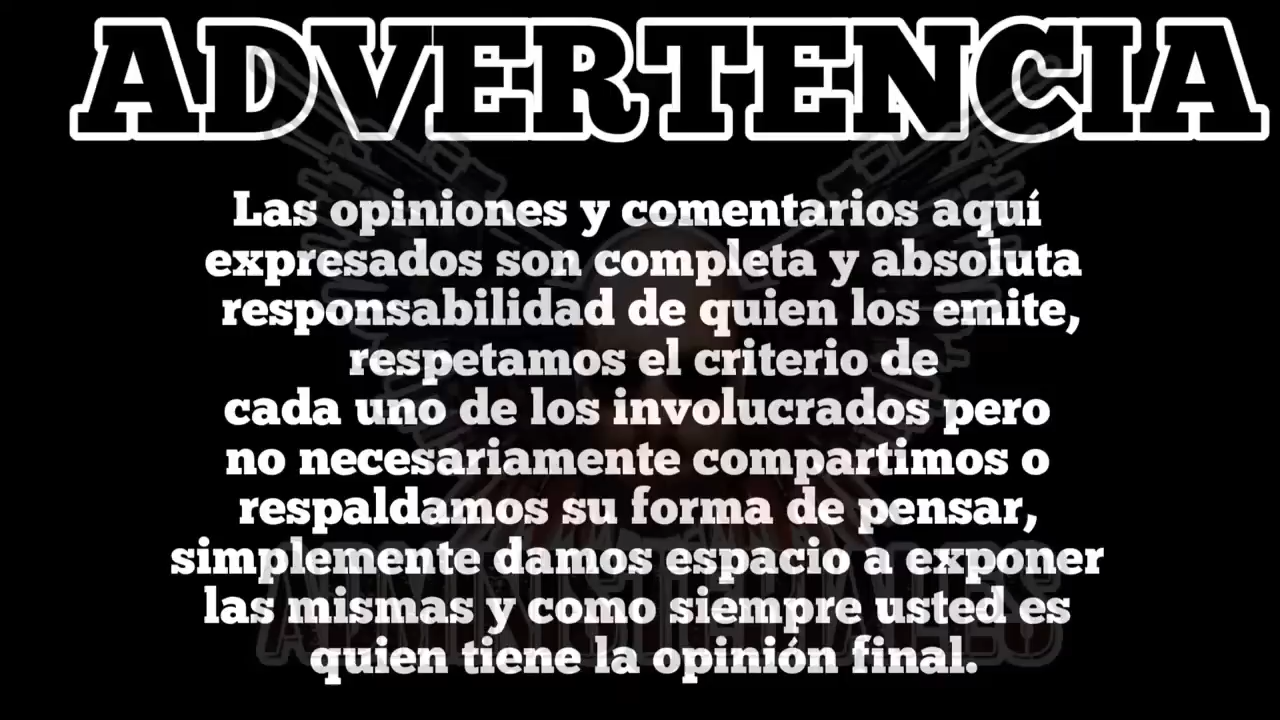 ADVERTENCIA
Las opiniones y comentarios aquí
expresados son completa y absoluta
responsabilidad de quien los emite,
respetamos el criterio de
cada uno de los involucrados pero
no necesariamente compartimos o
respaldamos su forma de pensar,
simplemente damos espacio a exponer
las mismas y como siempre usted es
quien tiene la opinión final.